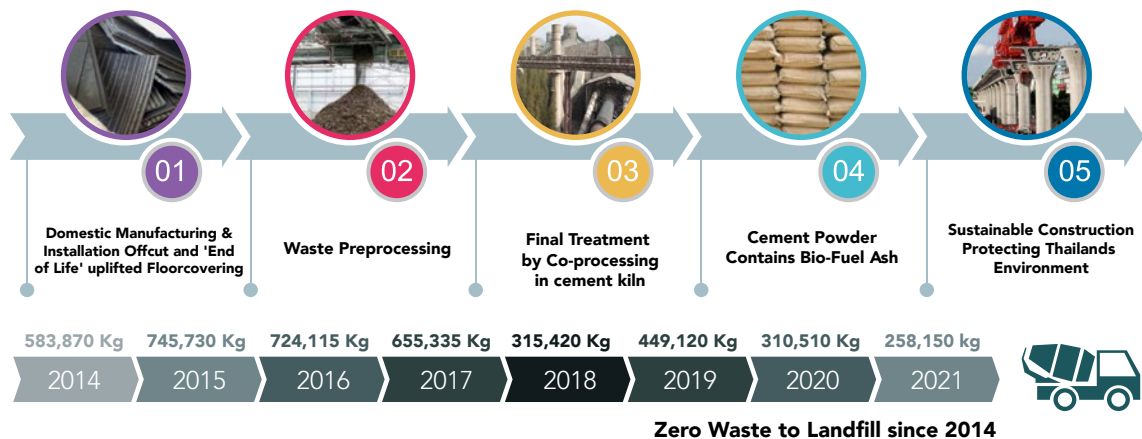 01
02
03
04
05
Domestic Manufacturing &
Installation Offcut and 'End
of Life' uplifted Floorcovering
Waste Preprocessing
Final Treatment
by Co-processing
in cement kiln
Cement Powder
Contains Bio-Fuel Ash
Sustainable Construction
Protecting Thailands
Environment
583,870 Kg
745,730 Kg
724,115 Kg
655,335 Kg
315,420 Kg
449,120 Kg
310,510 Kg
258,150 kg
2014
2015
2016
2017
2018
2019
2020
2021
Zero Waste to Landfill since 2014